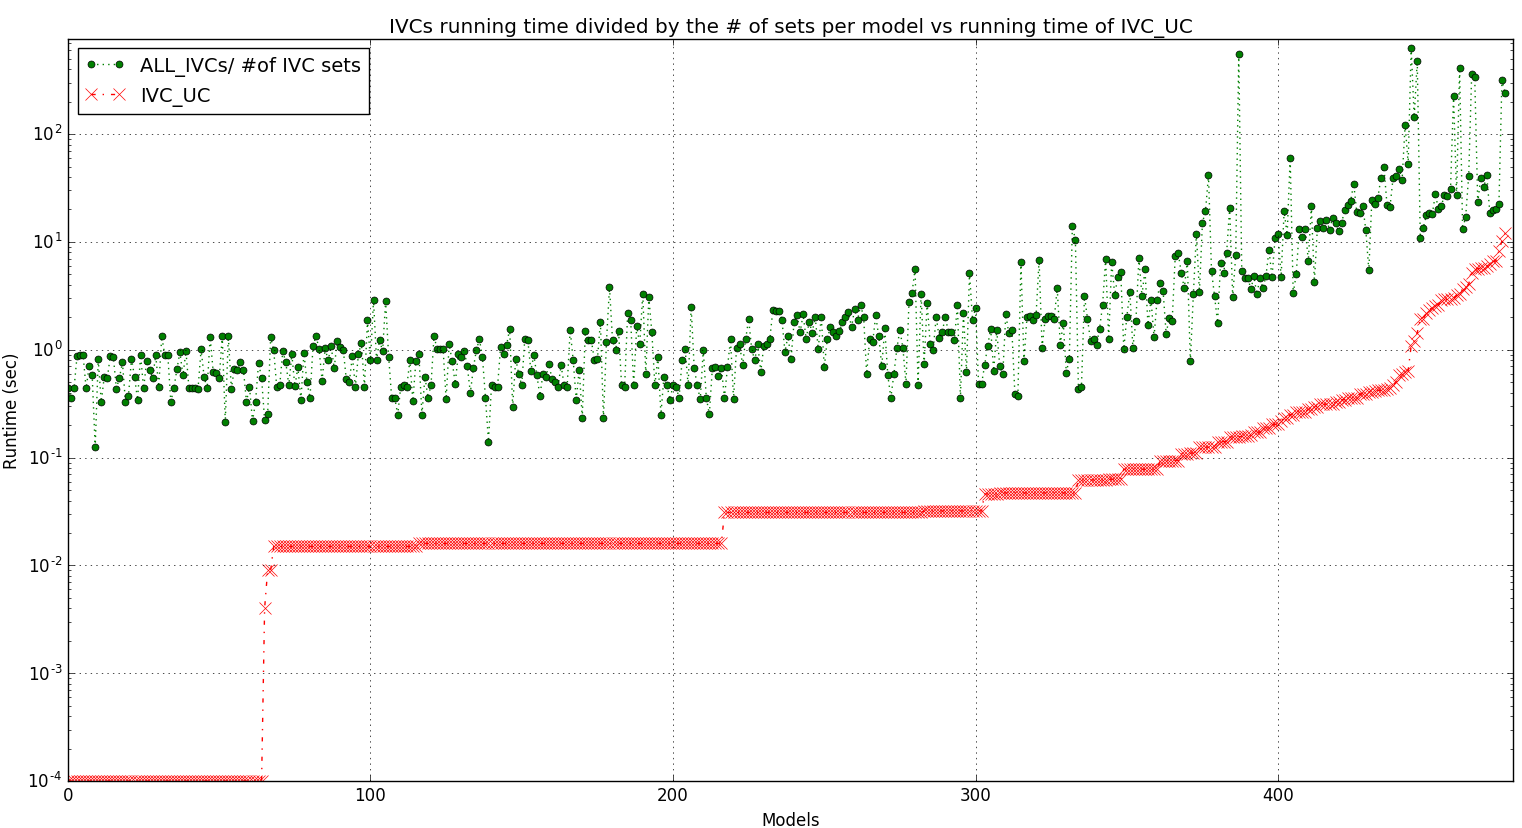 IVCs running time divided by the # of sets per model vs running time of IVC_UC
ALL_IVCs/ #of IVC sets
IVC_UC
Runtime (sec)
10^2
10^1
10^0
10^-1
10^-2
10^-3
10^-4
0 100 200 300 400
Models